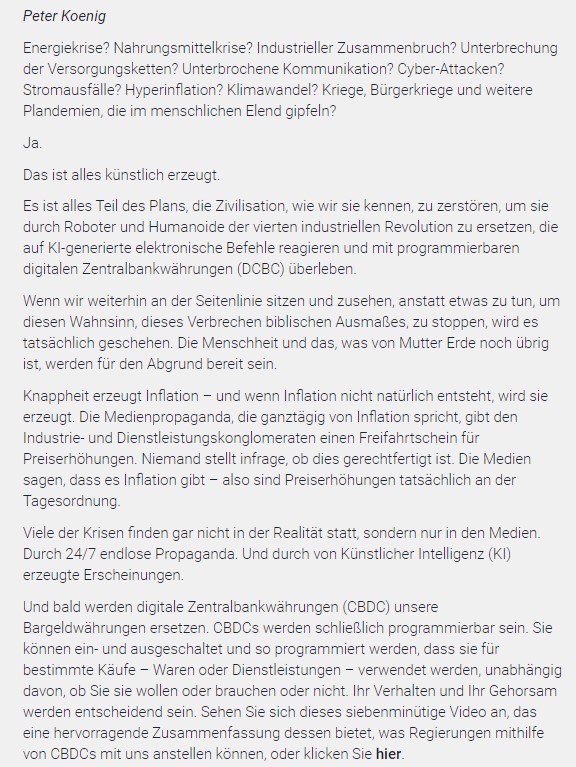 Peter Koenig
Energiekrise? Nahrungsmittelkrise? Industrieller Zusammenbruch? Unterbrechung
der Versorgungsketten? Unterbrochene Kommunikation? Cyber-Attacken?
Stromausfälle? Hyperinflation? Klimawandel? Kriege, Bürgerkriege und weitere
Plandemien, die im menschlichen Elend gipfeln?
Ja.
Das ist alles künstlich erzeugt.
Es ist alles Teil des Plans, die Zivilisation, wie wir sie kennen, zu zerstören, um sie
durch Roboter und Humanoide der vierten industriellen Revolution zu ersetzen, die
auf KI-generierte elektronische Befehle reagieren und mit programmierbaren
digitalen Zentralbankwährungen (DCBC) überleben.
Wenn wir weiterhin an der Seitenlinie sitzen und zusehen, anstatt etwas zu tun, um
diesen Wahnsinn, dieses Verbrechen biblischen Ausmaßes, zu stoppen, wird es
tatsächlich geschehen. Die Menschheit und das, was von Mutter Erde noch übrig
ist, werden für den Abgrund bereit sein.
Knappheit erzeugt Inflation – und wenn Inflation nicht natürlich entsteht, wird sie
erzeugt. Die Medienpropaganda, die ganztägig von Inflation spricht, gibt den
Industrie- und Dienstleistungskonglomeraten einen Freifahrtschein für
Preiserhöhungen. Niemand stellt infrage, ob dies gerechtfertigt ist. Die Medien
sagen, dass es Inflation gibt – also sind Preiserhöhungen tatsächlich an der
Tagesordnung.
Viele der Krisen finden gar nicht in der Realität statt, sondern nur in den Medien.
Durch 24/7 endlose Propaganda. Und durch von Künstlicher Intelligenz (KI)
erzeugte Erscheinungen.
Und bald werden digitale Zentralbankwährungen (CBDC) unsere
Bargeldwährungen ersetzen. CBDCs werden schließlich programmierbar sein. Sie
können ein- und ausgeschaltet und so programmiert werden, dass sie für
bestimmte Käufe – Waren oder Dienstleistungen – verwendet werden, unabhängig
davon, ob Sie sie wollen oder brauchen oder nicht. Ihr Verhalten und Ihr Gehorsam
werden entscheidend sein. Sehen Sie sich dieses siebenminütige Video an, das
eine hervorragende Zusammenfassung dessen bietet, was Regierungen mithilfe
von CBDCs mit uns anstellen können, oder klicken Sie hier.